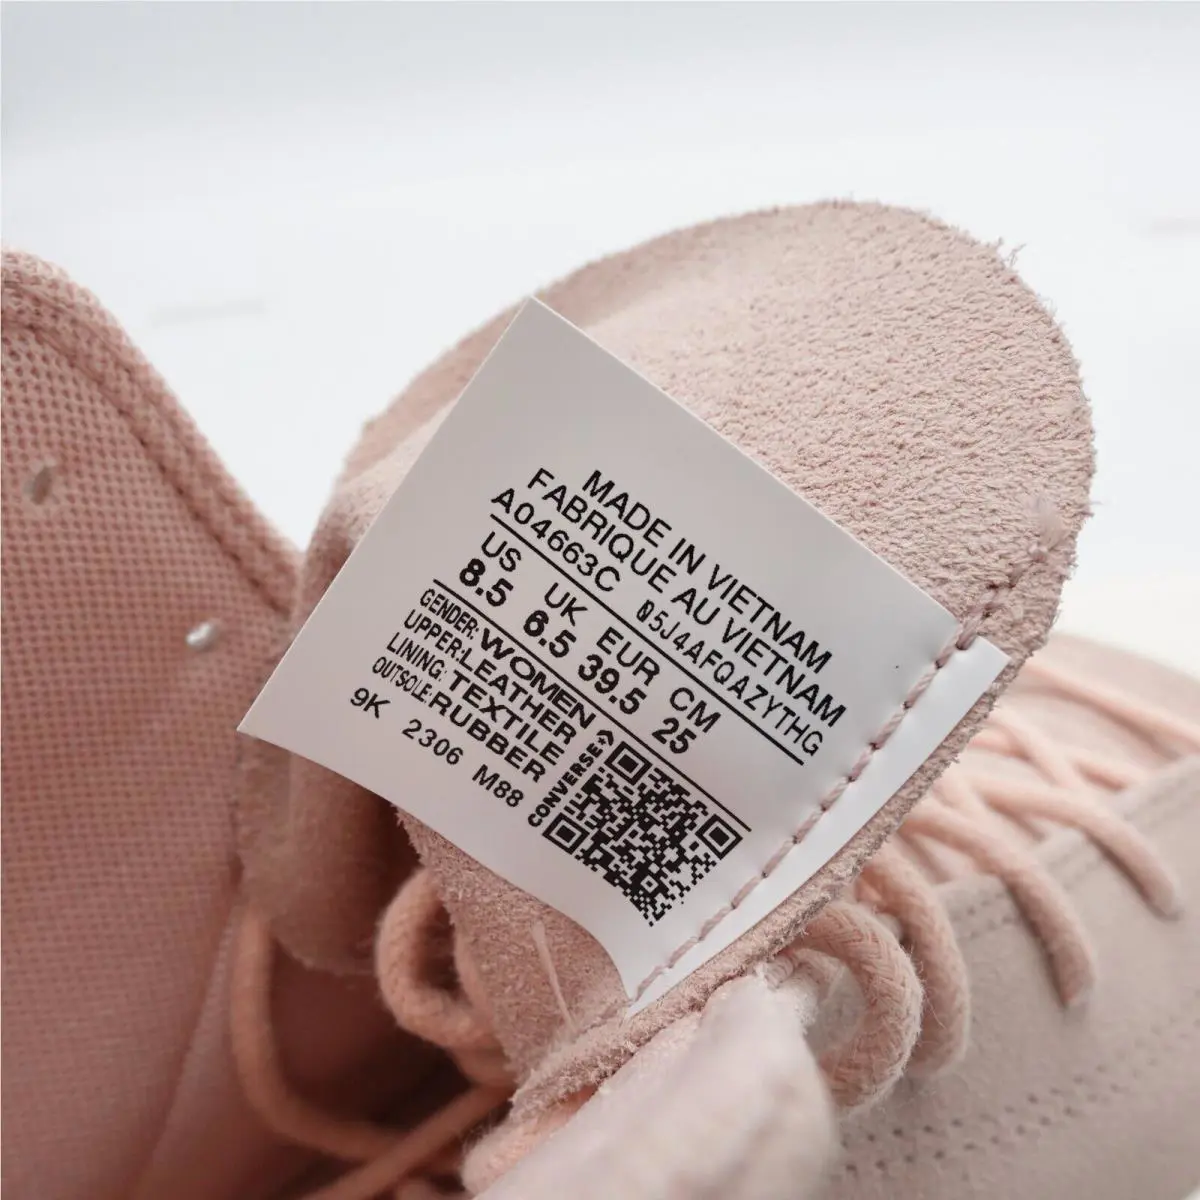 MADE IN VIETNAM
FABRIQUE AU VIETNAM
A04663C 05J4AFQAZYTHG
US UK EUR CM
8.5 6.5 39.5 25
GENDER: WOMEN
UPPER: LEATHER
LINING: TEXTILE
OUTSOLE: RUBBER
9K 2306 M88
CONVERSE